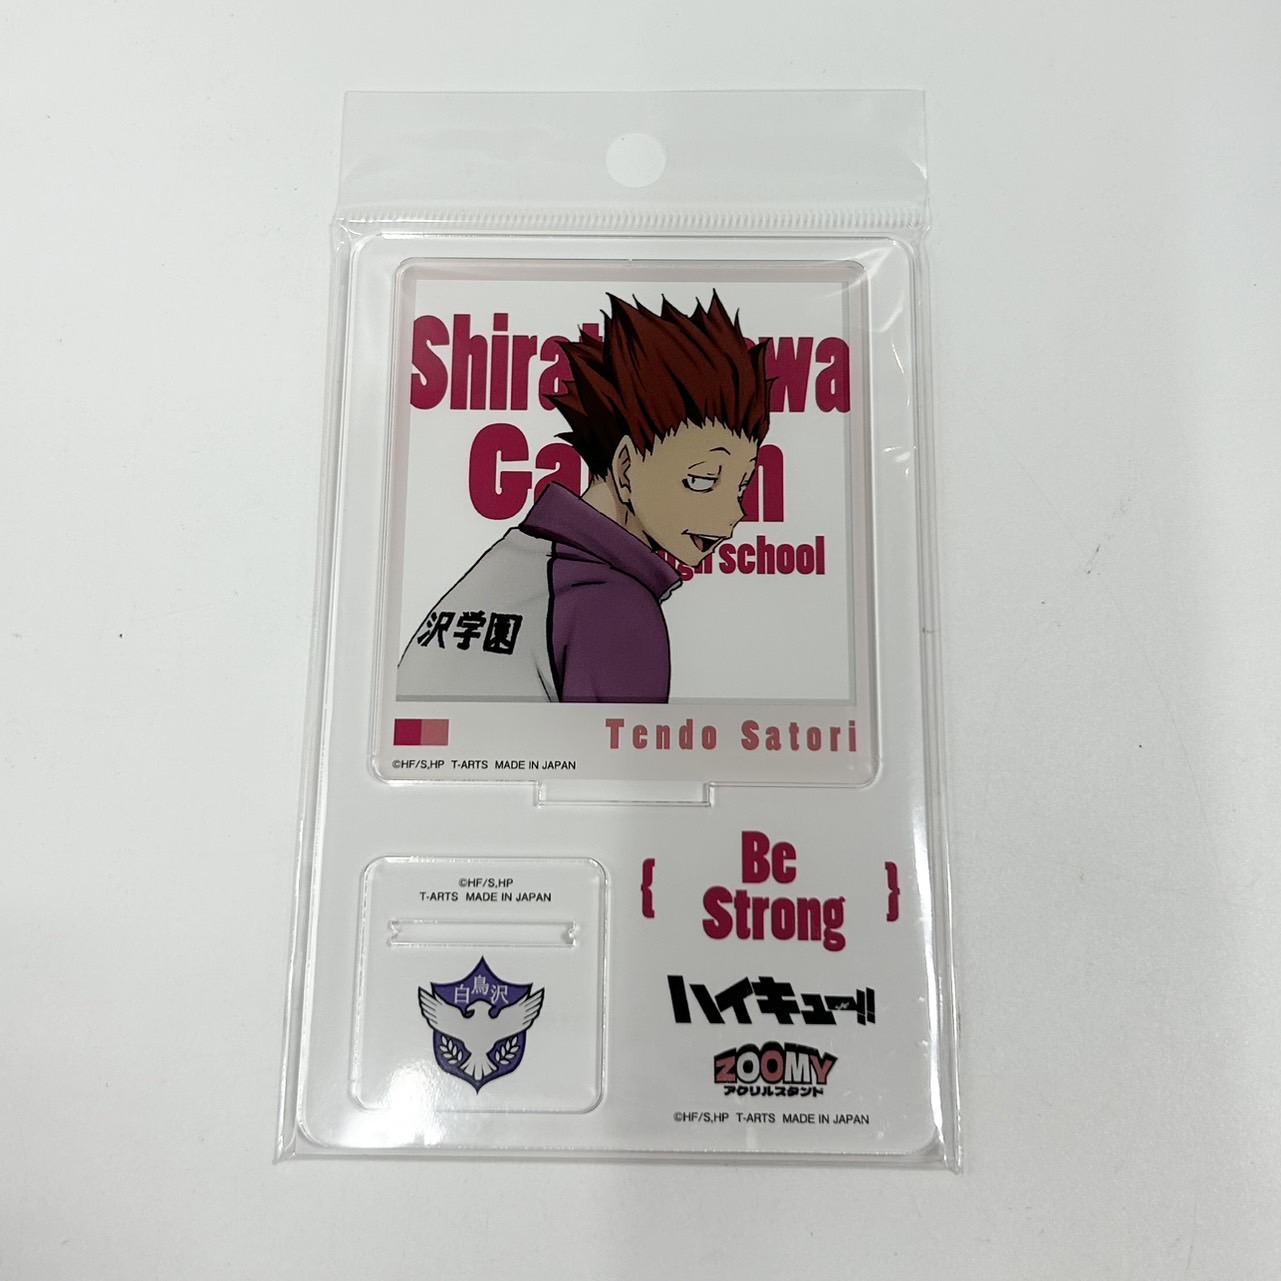 Shirat wa
Ga n
gh school
沢学園
Tendo Satori
©HF/S,HP T-ARTS MADE IN JAPAN
©HF/S,HP
T-ARTS MADE IN JAPAN
白鳥沢
{ Be
Strong }
ハイキュー!!
ZOOMY
アクリルスタンド
©HF/S,HP T-ARTS MADE IN JAPAN